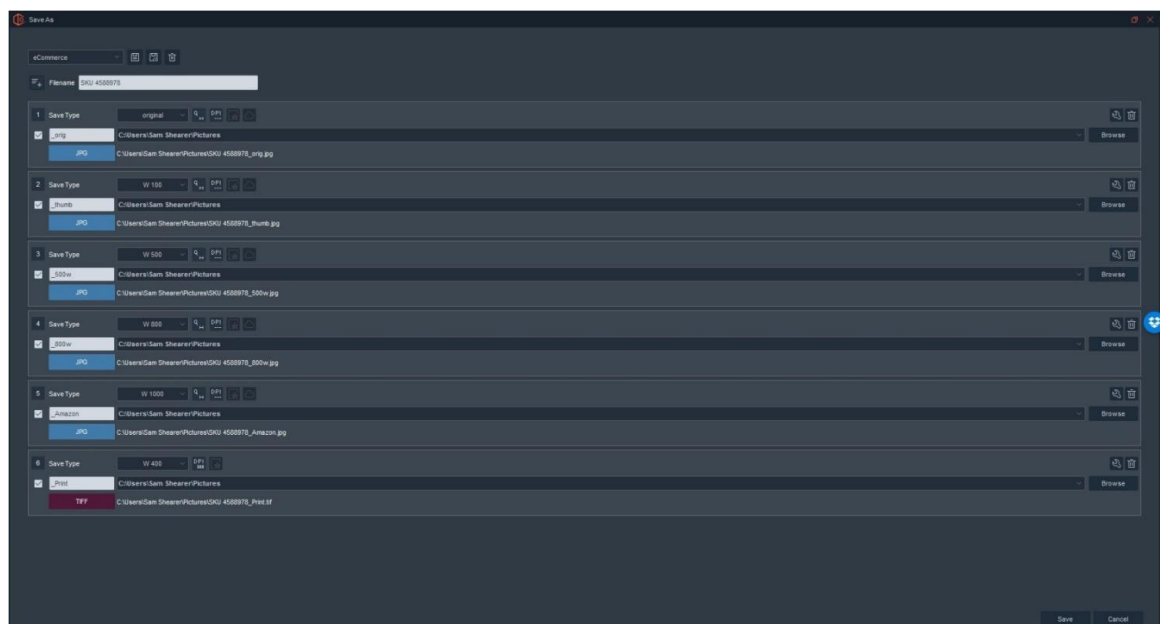 Save As
eCommerce
Filename SKU 4588978
1 Save Type original Q DPI
_orig C:\Users\Sam Shearer\Pictures Browse
JPG C:\Users\Sam Shearer\Pictures\SKU 4588978_orig.jpg
2 Save Type W 100 Q DPI
_thumb C:\Users\Sam Shearer\Pictures Browse
JPG C:\Users\Sam Shearer\Pictures\SKU 4588978_thumb.jpg
3 Save Type W 500 Q DPI
_500w C:\Users\Sam Shearer\Pictures Browse
JPG C:\Users\Sam Shearer\Pictures\SKU 4588978_500w.jpg
4 Save Type W 800 Q DPI
_800w C:\Users\Sam Shearer\Pictures Browse
JPG C:\Users\Sam Shearer\Pictures\SKU 4588978_800w.jpg
5 Save Type W 1000 Q DPI
_Amazon C:\Users\Sam Shearer\Pictures Browse
JPG C:\Users\Sam Shearer\Pictures\SKU 4588978_Amazon.jpg
6 Save Type W 400 DPI
_Print C:\Users\Sam Shearer\Pictures Browse
TIFF C:\Users\Sam Shearer\Pictures\SKU 4588978_Print.tif
Save Cancel